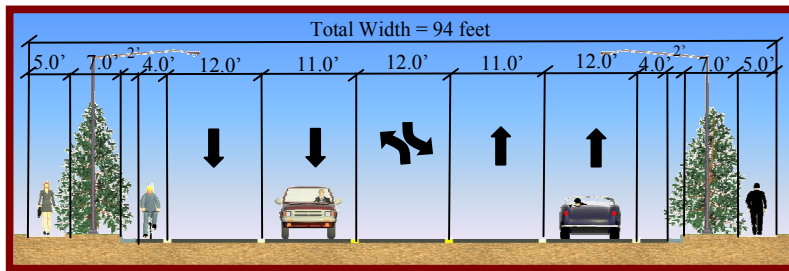 Total Width = 94 feet
2’ 2’
5.0’ 7.0’ 4.0’ 12.0’ 11.0’ 12.0’ 11.0’ 12.0’ 4.0’ 7.0’ 5.0’